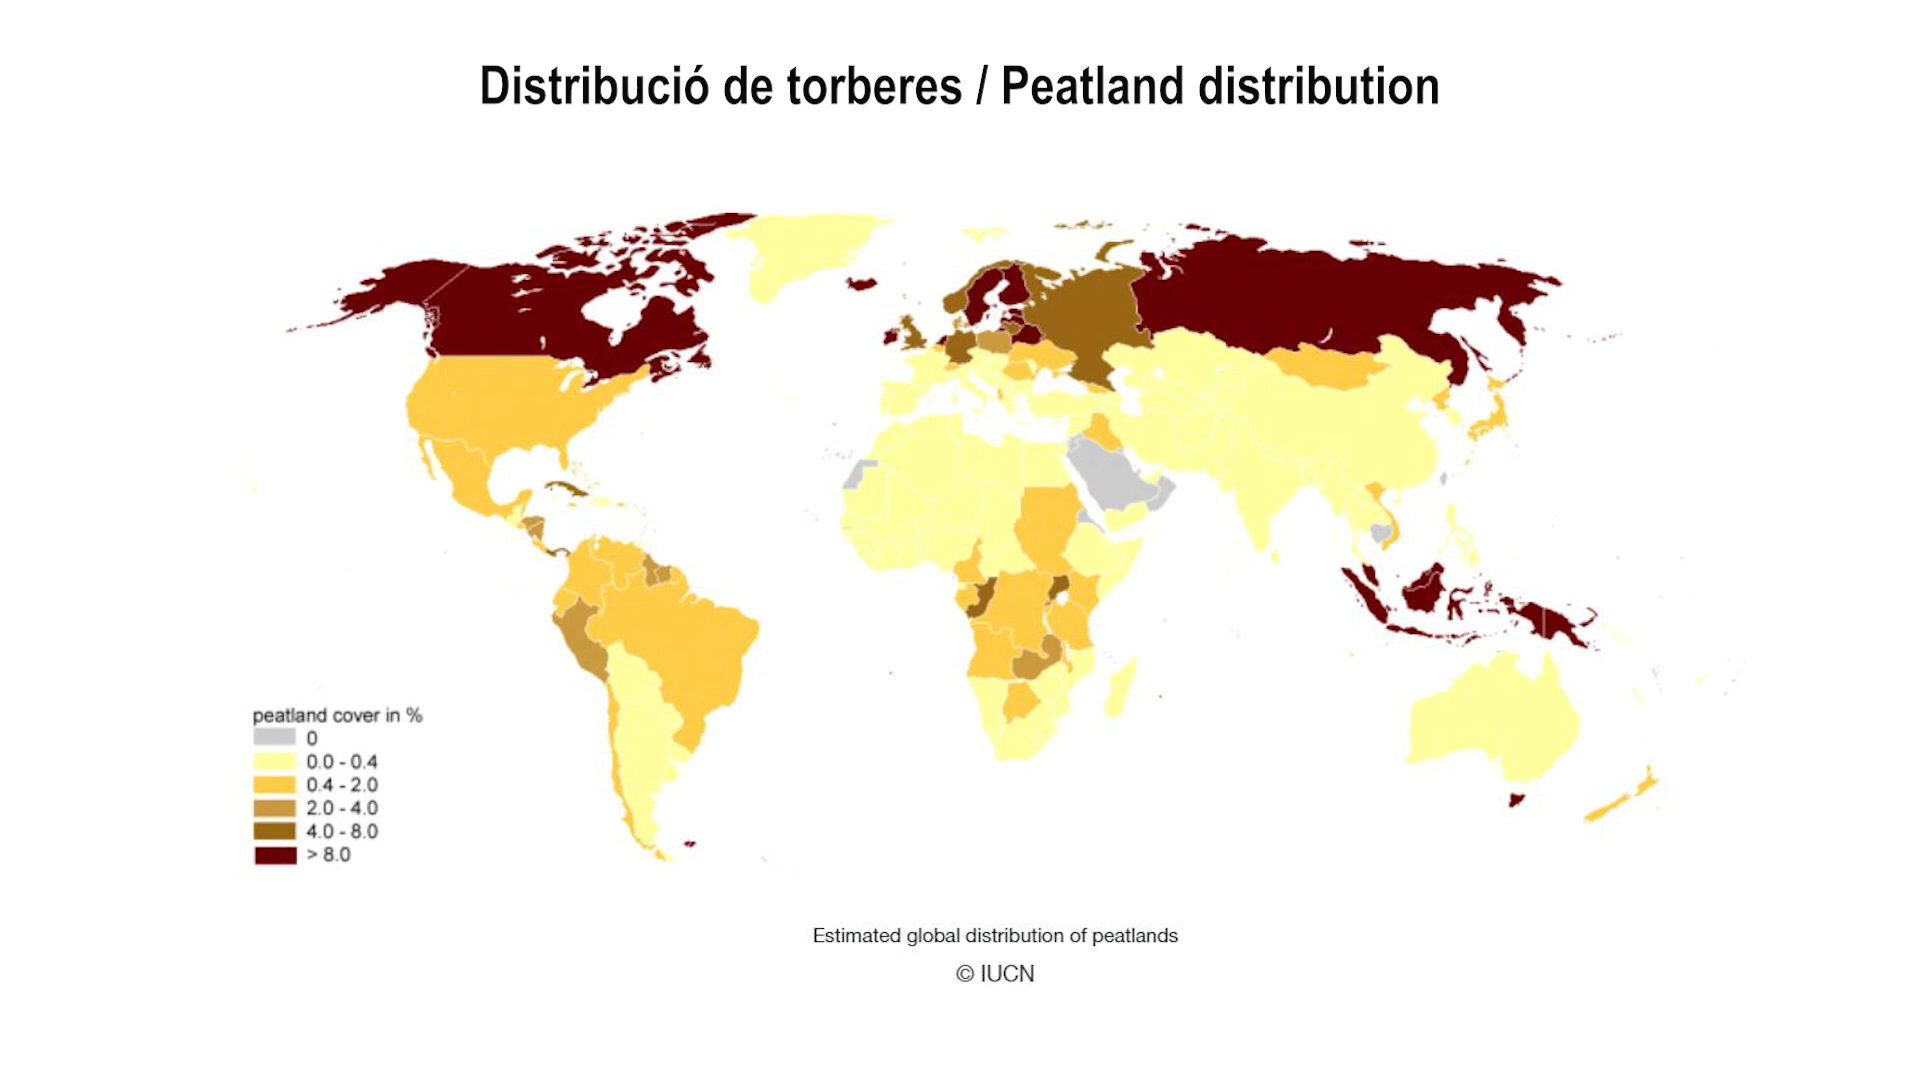 Distribució de torberes / Peatland distribution
peatland cover in %
0
0.0 - 0.4
0.4 - 2.0
2.0 - 4.0
4.0 - 8.0
> 8.0
Estimated global distribution of peatlands
© IUCN